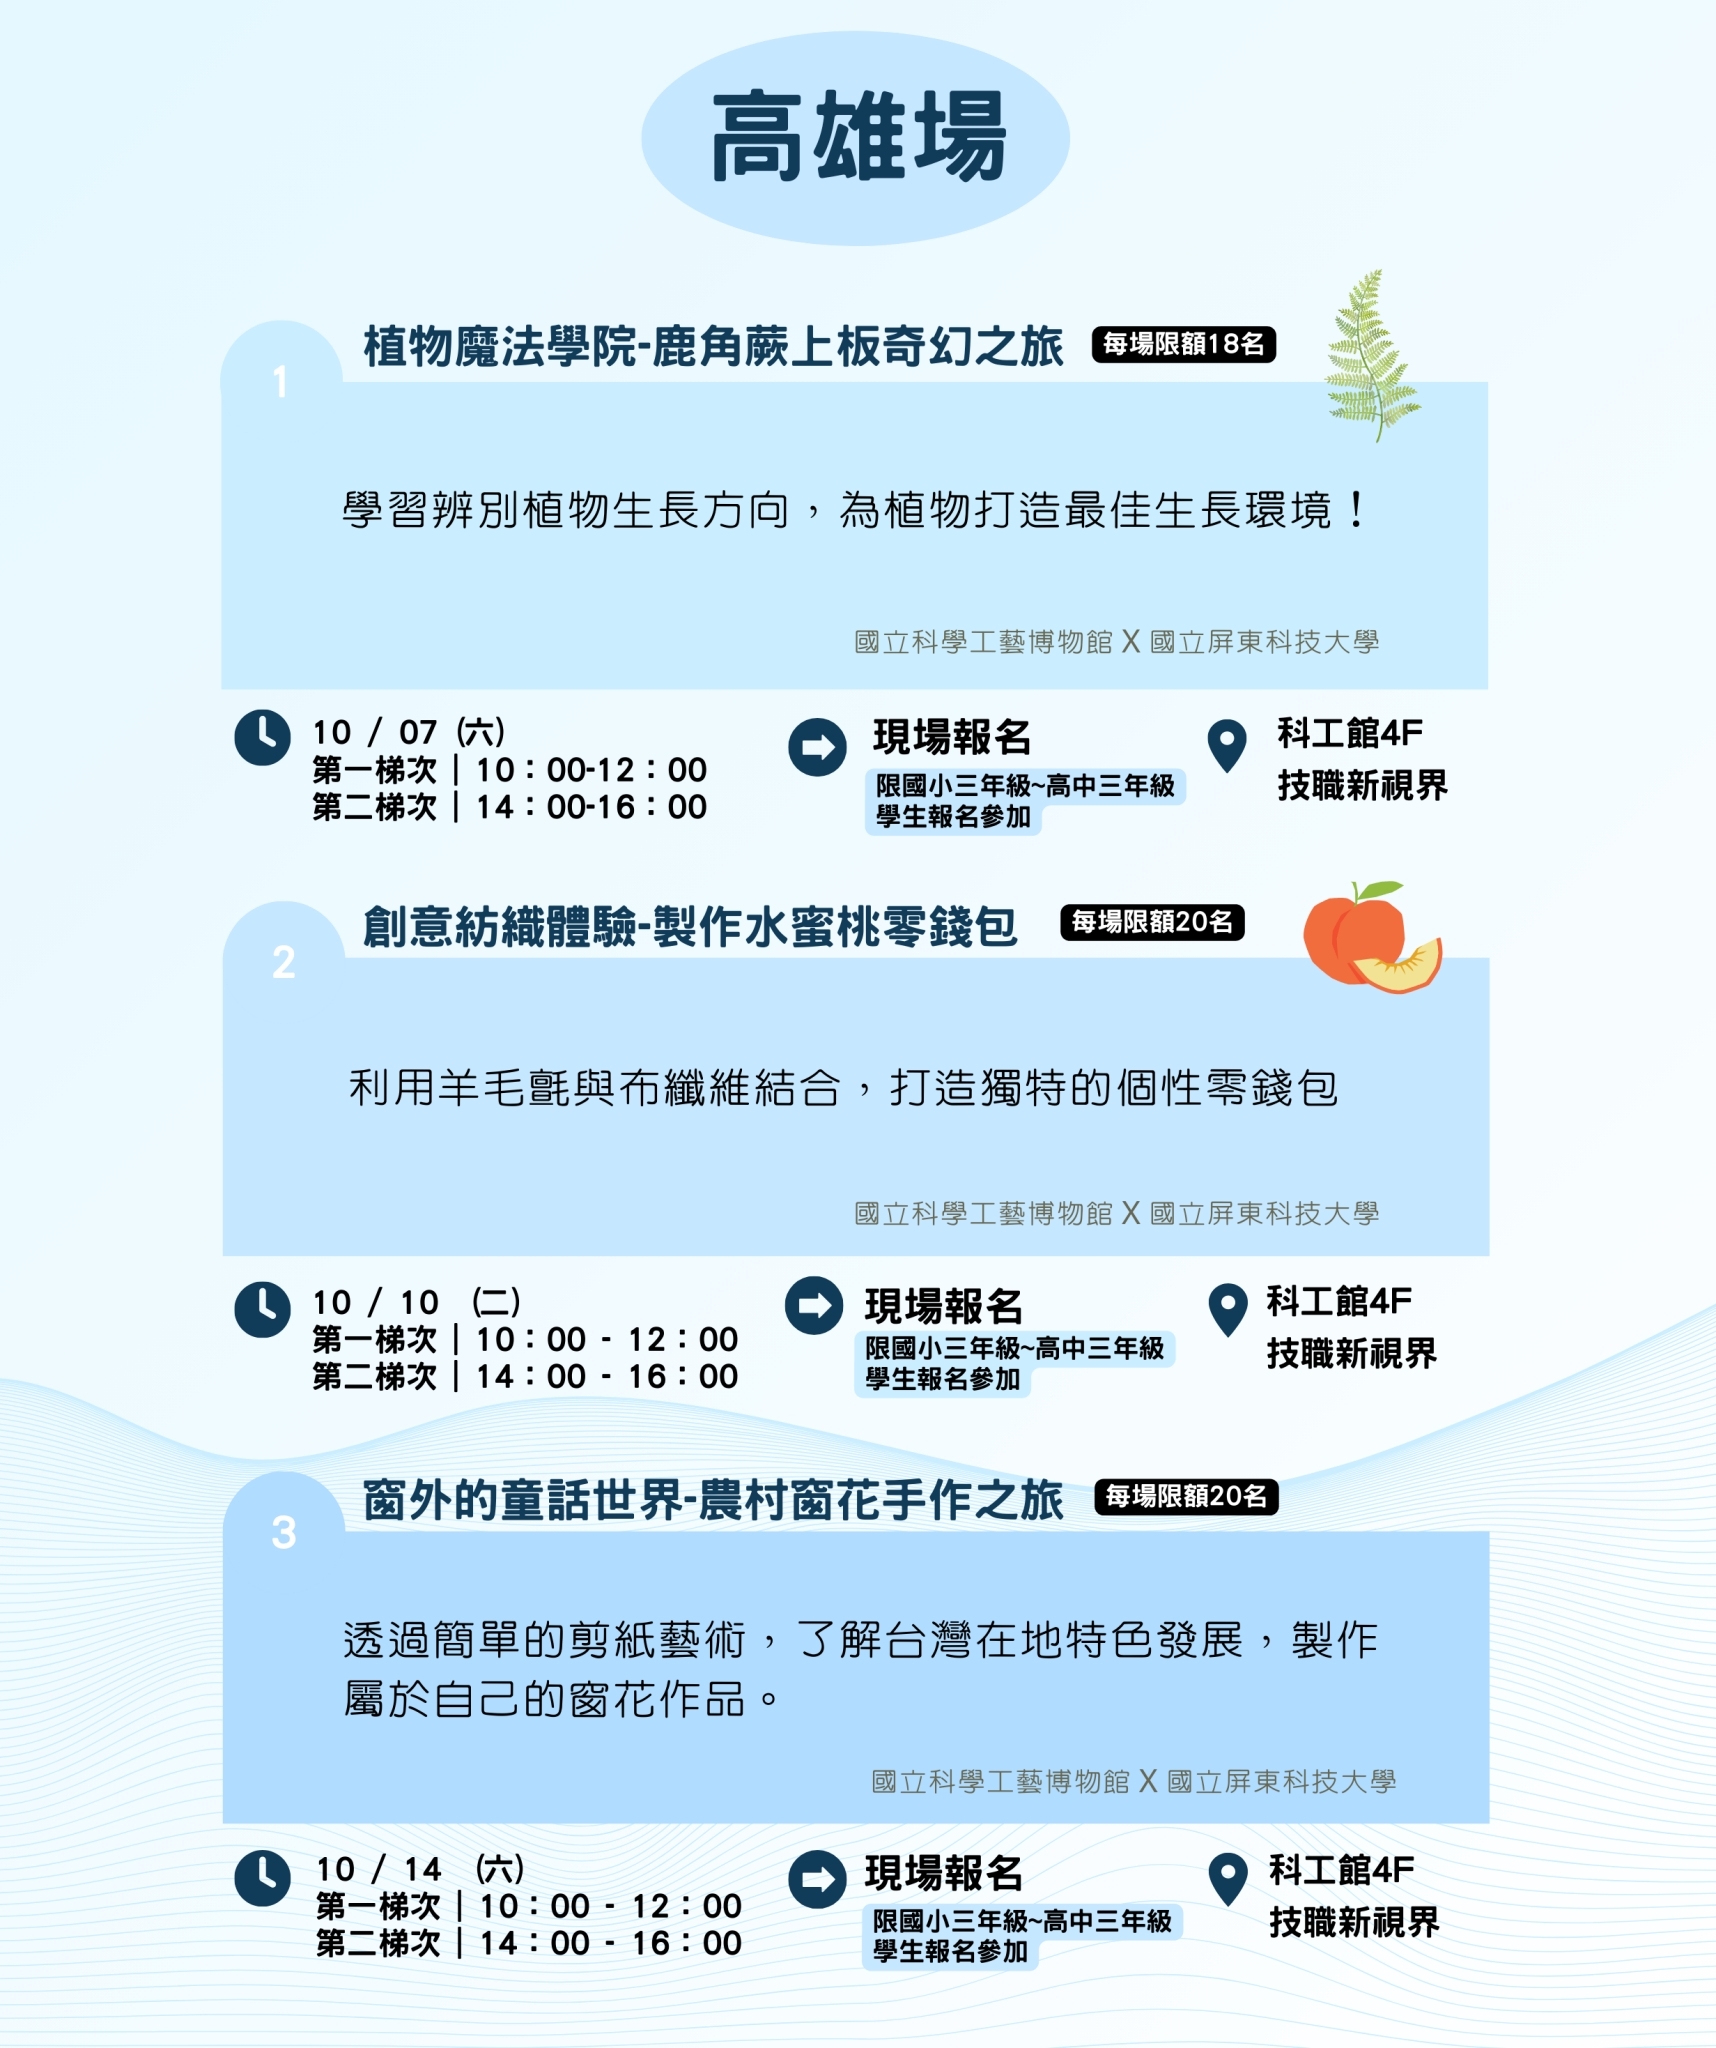 高雄場
1
植物魔法學院-鹿角蕨上板奇幻之旅 每場限額18名
學習辨別植物生長方向，為植物打造最佳生長環境！
國立科學工藝博物館 X 國立屏東科技大學
10 / 07 (六)
第一梯次｜10：00-12：00
第二梯次｜14：00-16：00
現場報名
限國小三年級~高中三年級
學生報名參加
科工館4F
技職新視界
2
創意紡織體驗-製作水蜜桃零錢包 每場限額20名
利用羊毛氈與布纖維結合，打造獨特的個性零錢包
國立科學工藝博物館 X 國立屏東科技大學
10 / 10 (二)
第一梯次｜10：00 - 12：00
第二梯次｜14：00 - 16：00
現場報名
限國小三年級~高中三年級
學生報名參加
科工館4F
技職新視界
3
窗外的童話世界-農村窗花手作之旅 每場限額20名
透過簡單的剪紙藝術，了解台灣在地特色發展，製作
屬於自己的窗花作品。
國立科學工藝博物館 X 國立屏東科技大學
10 / 14 (六)
第一梯次｜10：00 - 12：00
第二梯次｜14：00 - 16：00
現場報名
限國小三年級~高中三年級
學生報名參加
科工館4F
技職新視界